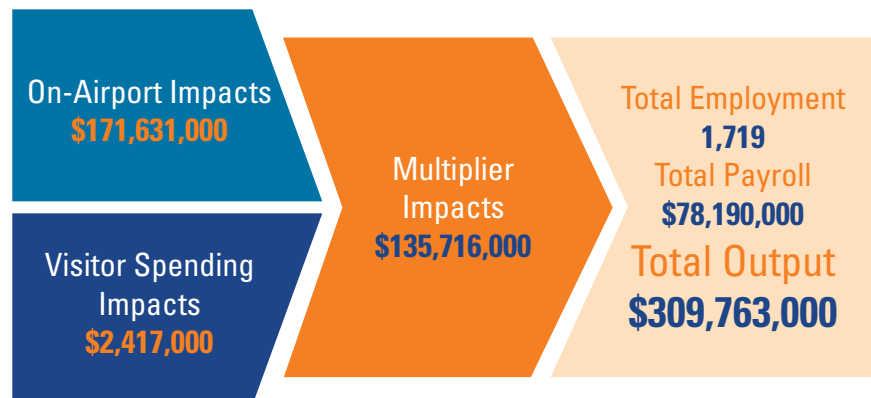 On-Airport Impacts
$171,631,000
Visitor Spending
Impacts
$2,417,000
Multiplier
Impacts
$135,716,000
Total Employment
1,719
Total Payroll
$78,190,000
Total Output
$309,763,000